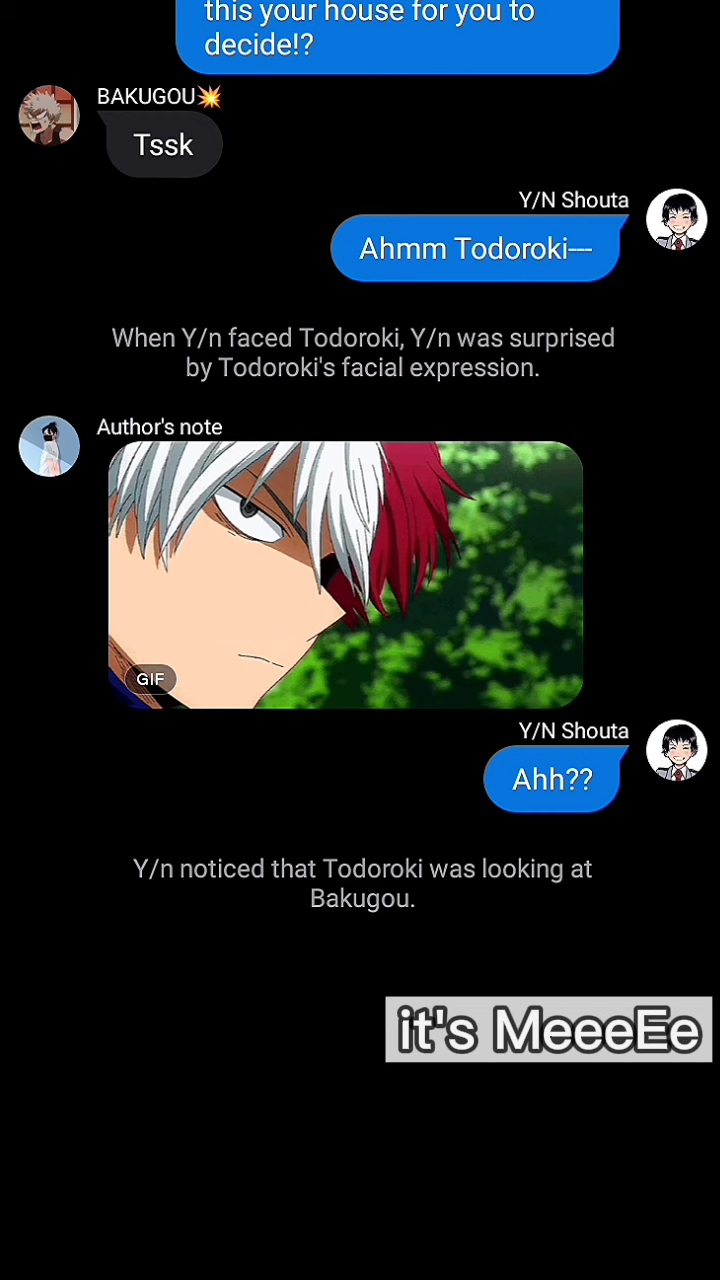 this your house for you to
decide!?
BAKUGOU💥
Tssk
Y/N Shouta
Ahmm Todoroki---
When Y/n faced Todoroki, Y/n was surprised
by Todoroki's facial expression.
Author's note
GIF
Y/N Shouta
Ahh??
Y/n noticed that Todoroki was looking at
Bakugou.
it's MeeeEe